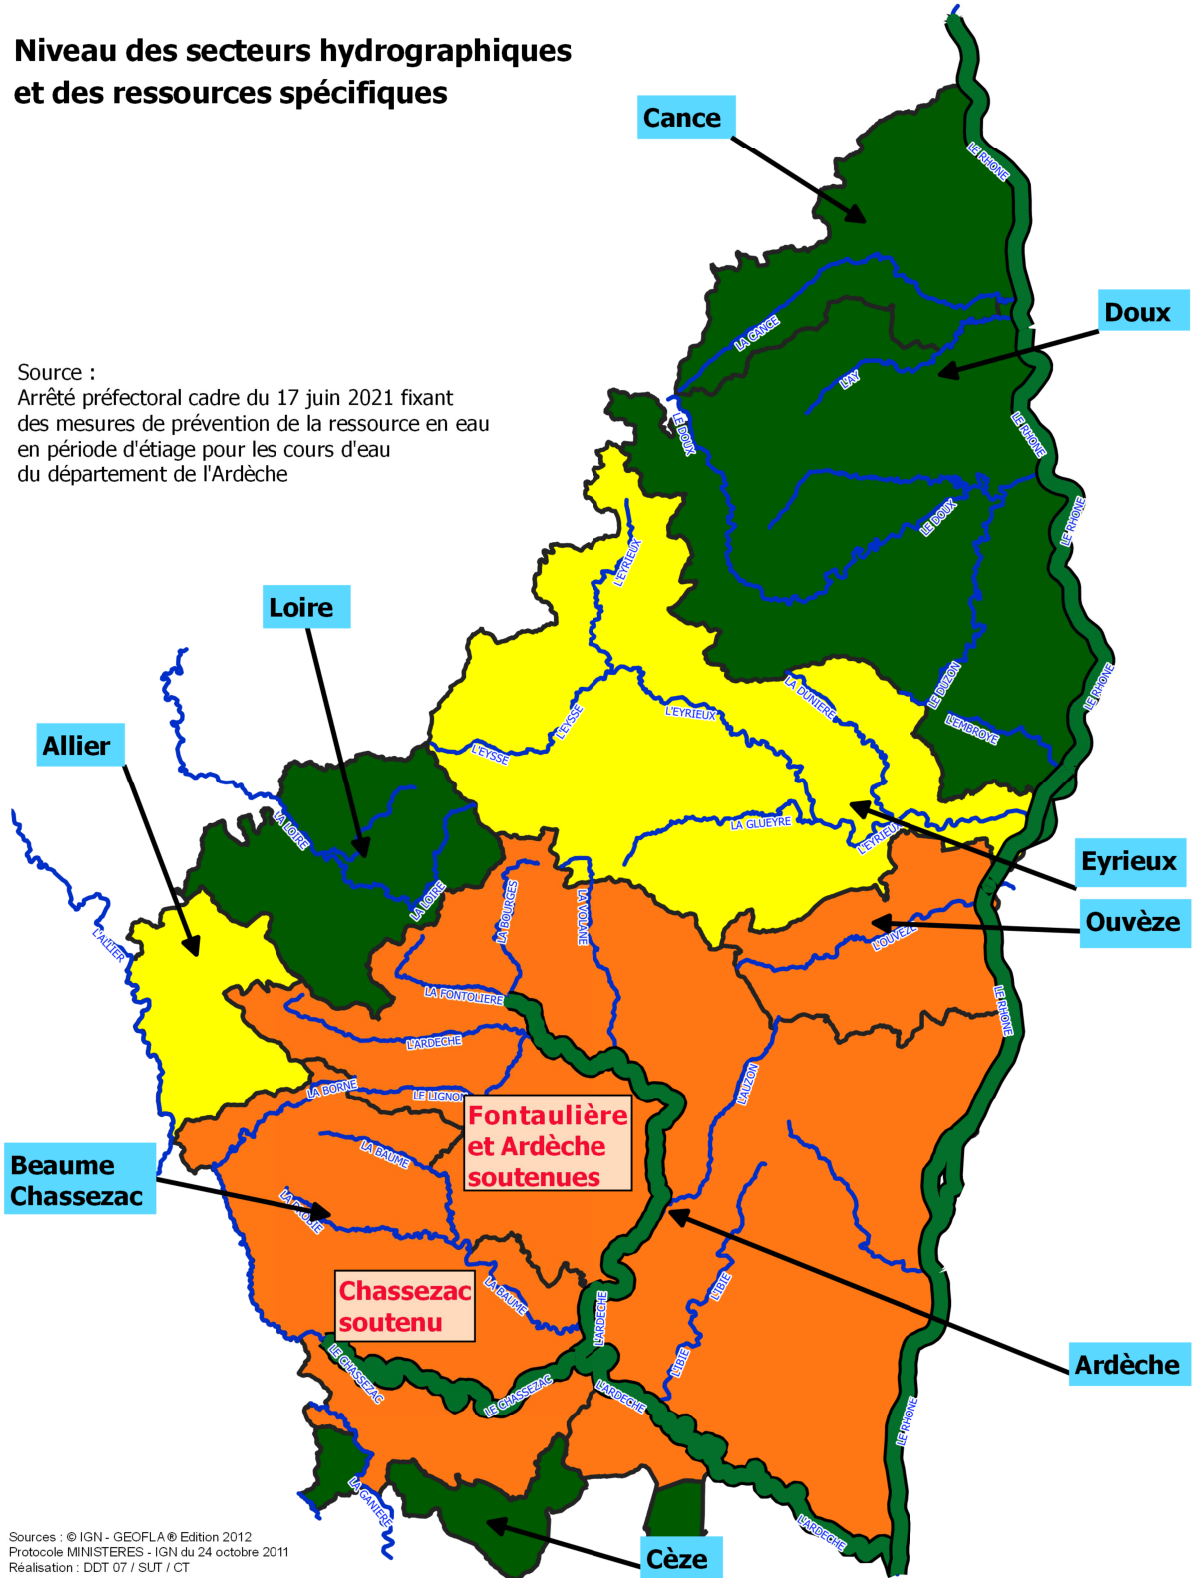 Niveau des secteurs hydrographiques
et des ressources spécifiques
Cance
LE RHONE
Doux
LA CANCE
L'AY
Source :
Arrêté préfectoral cadre du 17 juin 2021 fixant
des mesures de prévention de la ressource en eau
en période d'étiage pour les cours d'eau
du département de l'Ardèche
LE DOUX
LE RHONE
LE DOUX
LE RHONE
L'EYRIEUX
Loire
LE DUZON
LE RHONE
LA DUNIERE
L'EYSSE
L'EYRIEUX
L'EMBROYE
Allier
L'EYSSE
LA LOIRE
LA GLUEYRE
L'EYRIEUX
Eyrieux
LA LOIRE
LA BOURGES
LA VOLANE
Ouvèze
L'OUVEZE
L'ALLIER
LA FONTOLIERE
LE RHONE
L'ARDECHE
LA BORNE
LE LIGNON
L'AUZON
Fontaulière
et Ardèche
soutenues
LA BAUME
Beaume
Chassezac
LA DROBIE
Chassezac
soutenu
LA BAUME
L'ARDECHE
L'IBIE
L'IBIE
Ardèche
LE CHASSEZAC
LE CHASSEZAC
L'ARDECHE
LE RHONE
LA GANIERE
L'ARDECHE
Cèze
Sources : © IGN - GEOFLA ® Edition 2012
Protocole MINISTERES - IGN du 24 octobre 2011
Réalisation : DDT 07 / SUT / CT